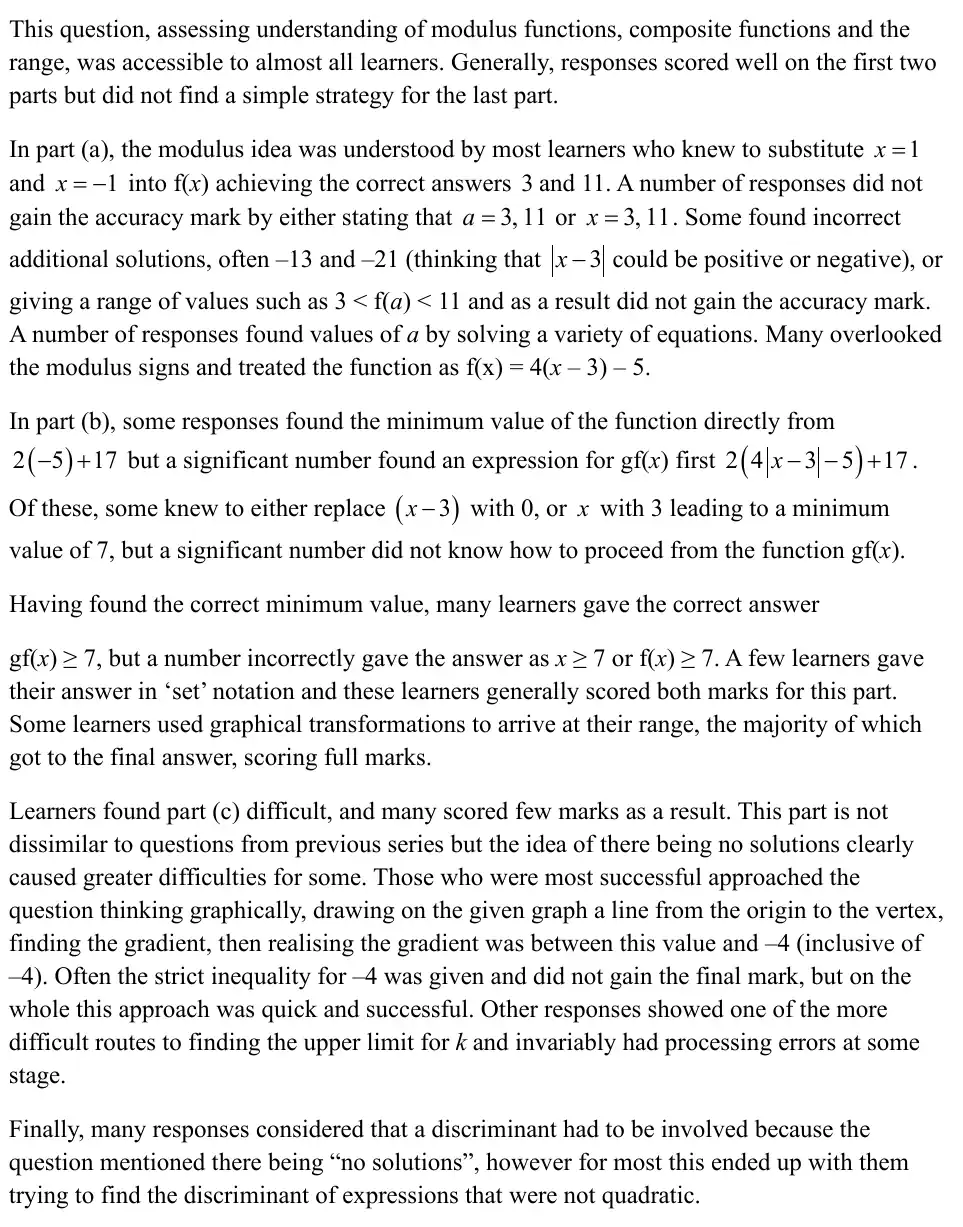 This question, assessing understanding of modulus functions, composite functions and the
range, was accessible to almost all learners. Generally, responses scored well on the first two
parts but did not find a simple strategy for the last part.
In part (a), the modulus idea was understood by most learners who knew to substitute x = 1
and x = –1 into f(x) achieving the correct answers 3 and 11. A number of responses did not
gain the accuracy mark by either stating that a = 3, 11 or x = 3, 11. Some found incorrect
additional solutions, often –13 and –21 (thinking that |x – 3| could be positive or negative), or
giving a range of values such as 3 < f(a) < 11 and as a result did not gain the accuracy mark.
A number of responses found values of a by solving a variety of equations. Many overlooked
the modulus signs and treated the function as f(x) = 4(x – 3) – 5.
In part (b), some responses found the minimum value of the function directly from
2(–5)+17 but a significant number found an expression for gf(x) first 2(4|x – 3| – 5)+17.
Of these, some knew to either replace (x – 3) with 0, or x with 3 leading to a minimum
value of 7, but a significant number did not know how to proceed from the function gf(x).
Having found the correct minimum value, many learners gave the correct answer
gf(x) ≥ 7, but a number incorrectly gave the answer as x ≥ 7 or f(x) ≥ 7. A few learners gave
their answer in ‘set’ notation and these learners generally scored both marks for this part.
Some learners used graphical transformations to arrive at their range, the majority of which
got to the final answer, scoring full marks.
Learners found part (c) difficult, and many scored few marks as a result. This part is not
dissimilar to questions from previous series but the idea of there being no solutions clearly
caused greater difficulties for some. Those who were most successful approached the
question thinking graphically, drawing on the given graph a line from the origin to the vertex,
finding the gradient, then realising the gradient was between this value and –4 (inclusive of
–4). Often the strict inequality for –4 was given and did not gain the final mark, but on the
whole this approach was quick and successful. Other responses showed one of the more
difficult routes to finding the upper limit for k and invariably had processing errors at some
stage.
Finally, many responses considered that a discriminant had to be involved because the
question mentioned there being “no solutions”, however for most this ended up with them
trying to find the discriminant of expressions that were not quadratic.